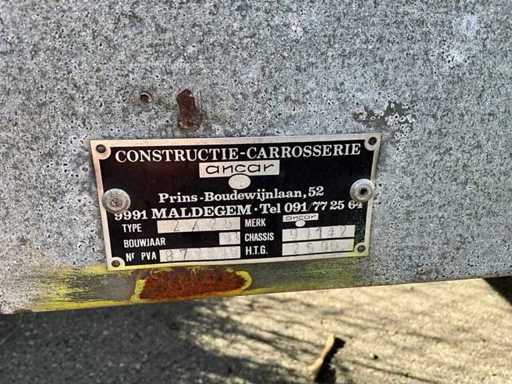 CONSTRUCTIE-CARROSSERIE
ancar
Prins-Boudewijnlaan, 52
9991 MALDEGEM · Tel 091/77 25 64
TYPE MERK ancar
BOUWJAAR CHASSIS
Nº PVA H.T.G.